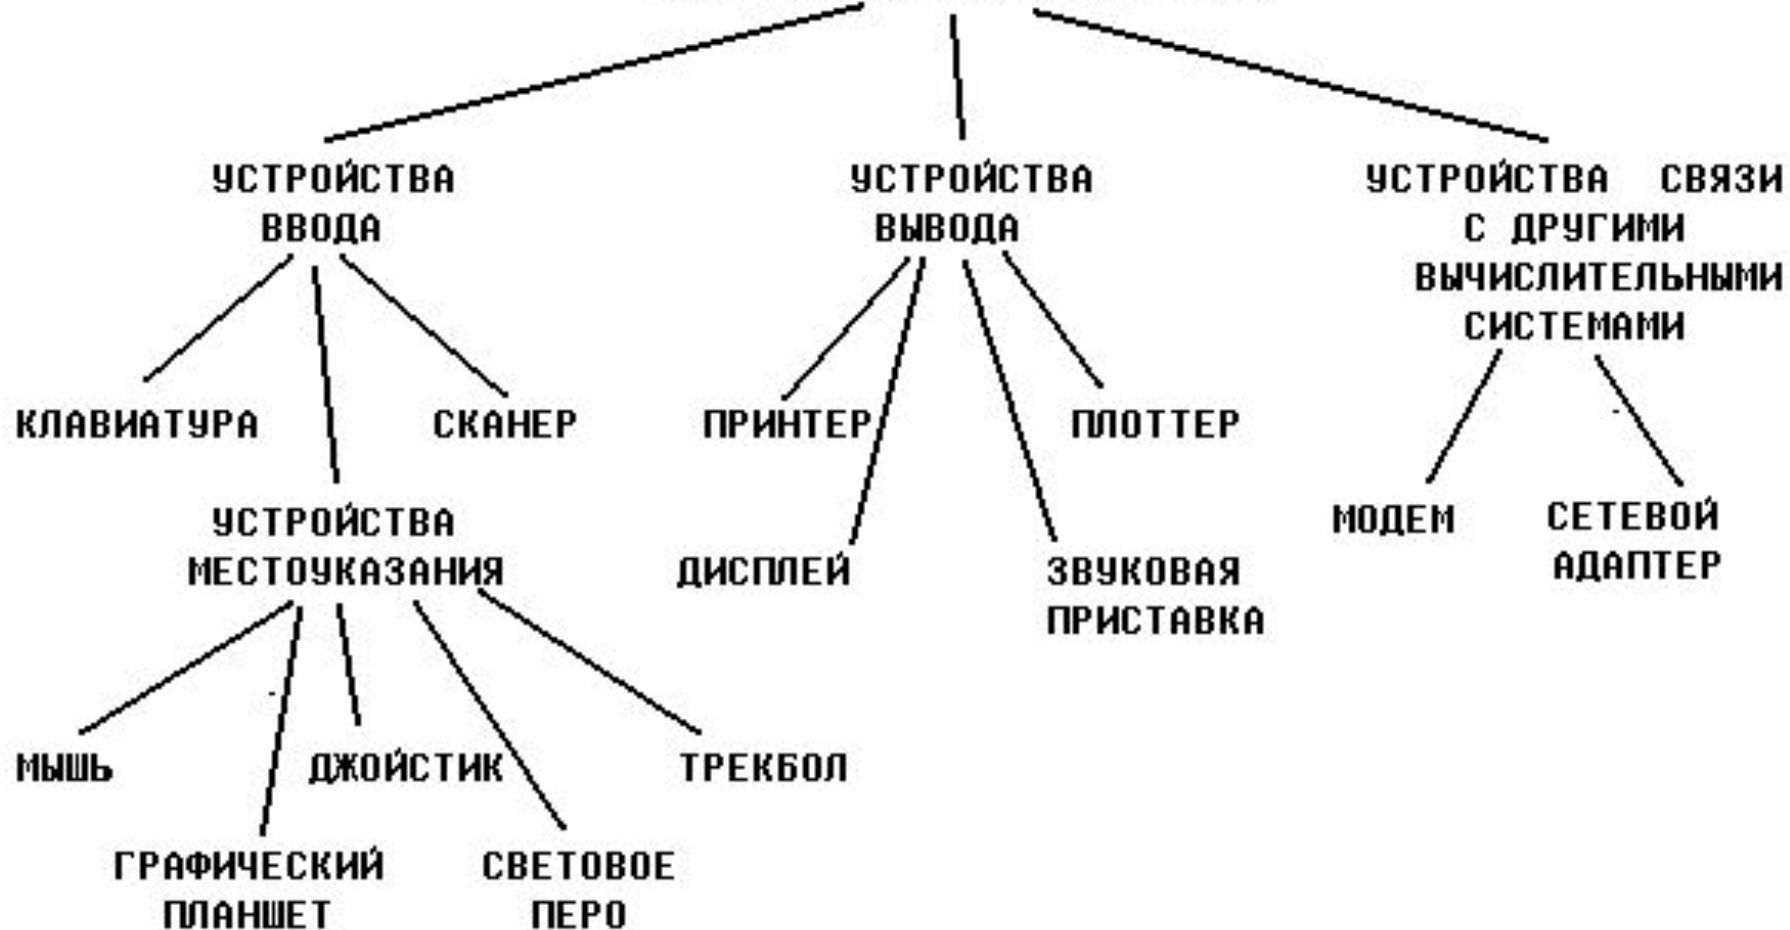 УСТРОЙСТВА
ВВОДА
УСТРОЙСТВА
ВЫВОДА
УСТРОЙСТВА СВЯЗИ
С ДРУГИМИ
ВЫЧИСЛИТЕЛЬНЫМИ
СИСТЕМАМИ
КЛАВИАТУРА
СКАНЕР
ПРИНТЕР
ПЛОТТЕР
УСТРОЙСТВА
МЕСТОУКАЗАНИЯ
ДИСПЛЕЙ
ЗВУКОВАЯ
ПРИСТАВКА
МОДЕМ
СЕТЕВОЙ
АДАПТЕР
МЫШЬ
ДЖОЙСТИК
ТРЕКБОЛ
ГРАФИЧЕСКИЙ
ПЛАНШЕТ
СВЕТОВОЕ
ПЕРО